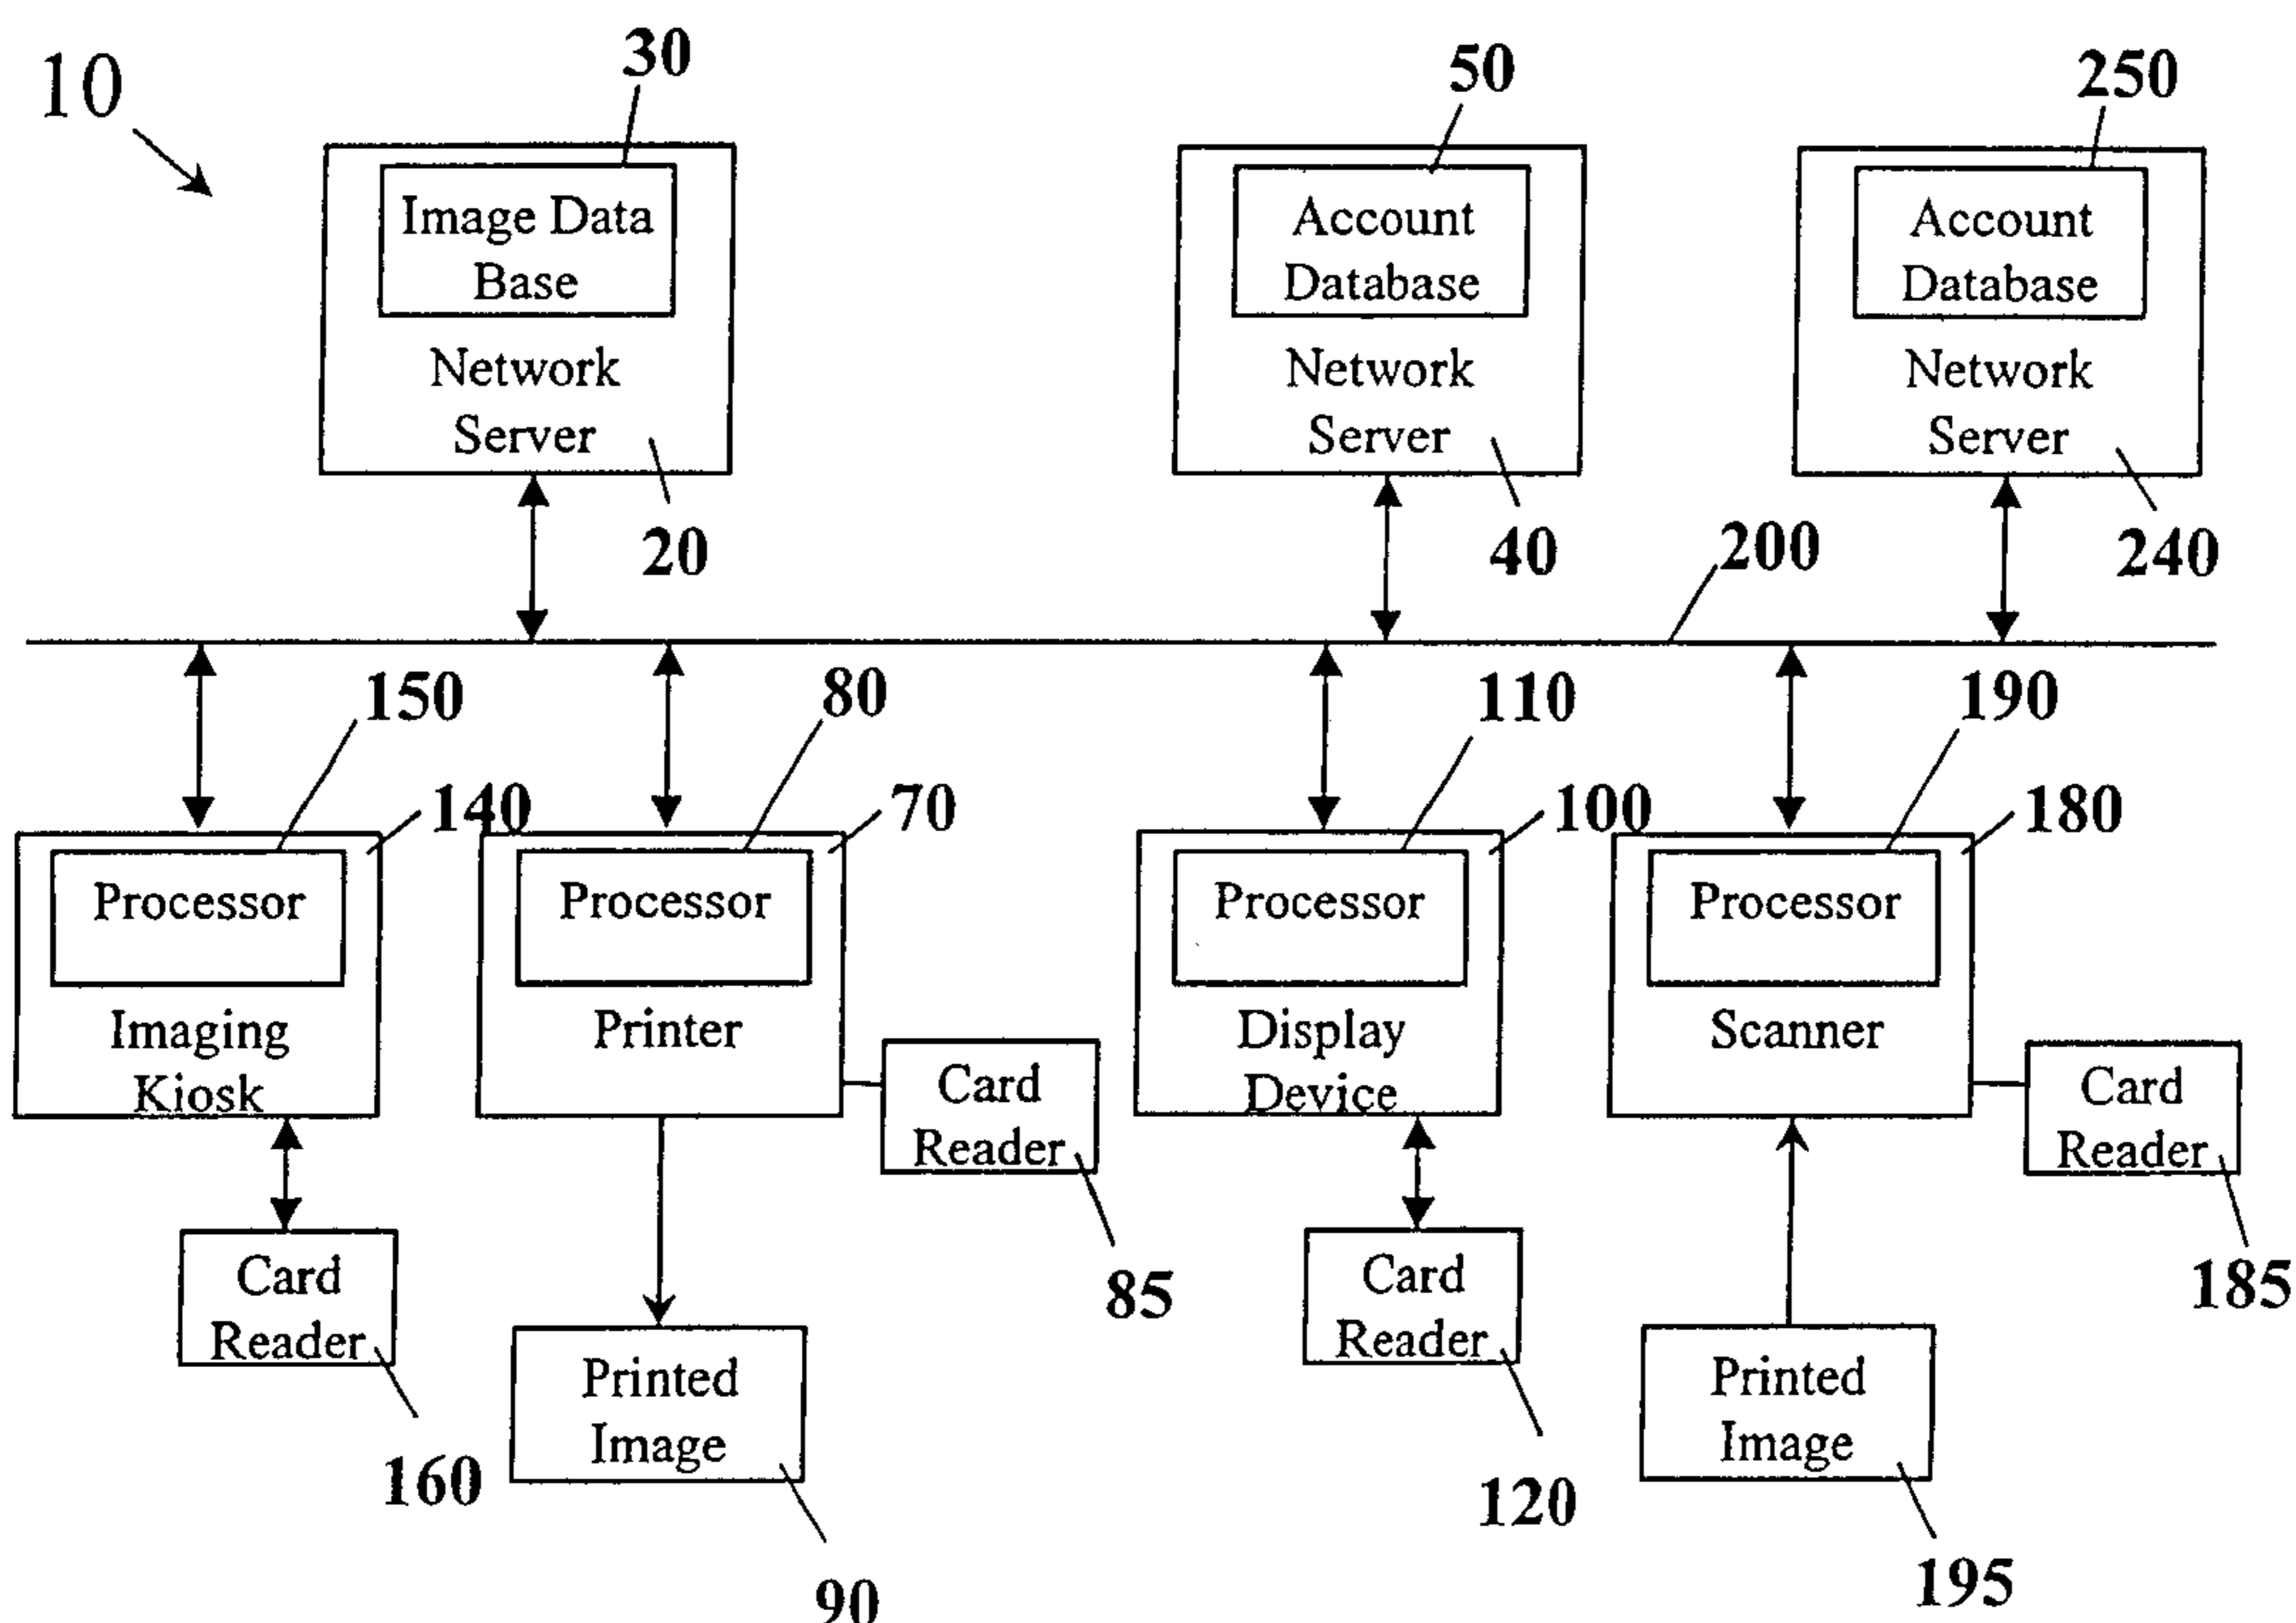 10
30
50
250
Image Data
Base
Network
Server
20
Account
Database
Network
Server
40
Account
Database
Network
Server
240
200
150
80
110
190
140
70
100
180
Processor
Imaging
Kiosk
Processor
Printer
Processor
Display
Device
Processor
Scanner
Card
Reader
85
Card
Reader
185
Card
Reader
160
Printed
Image
90
Card
Reader
120
Printed
Image
195